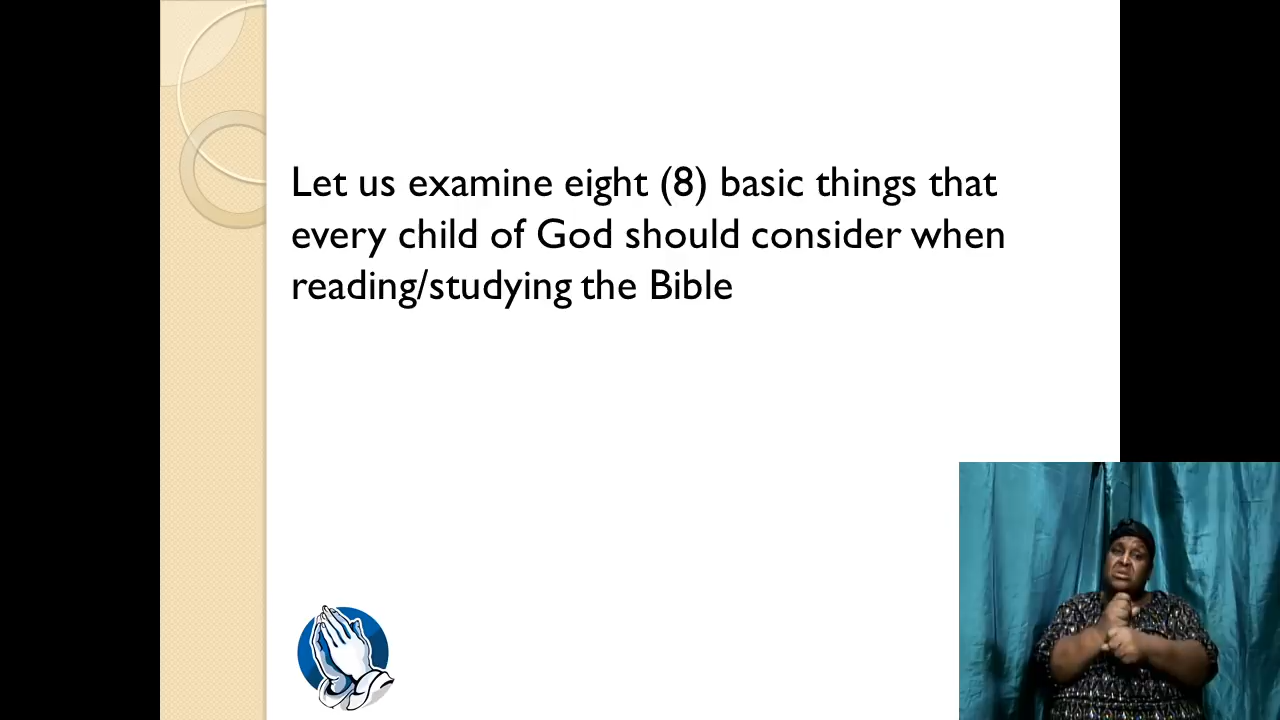 Let us examine eight (8) basic things that
every child of God should consider when
reading/studying the Bible